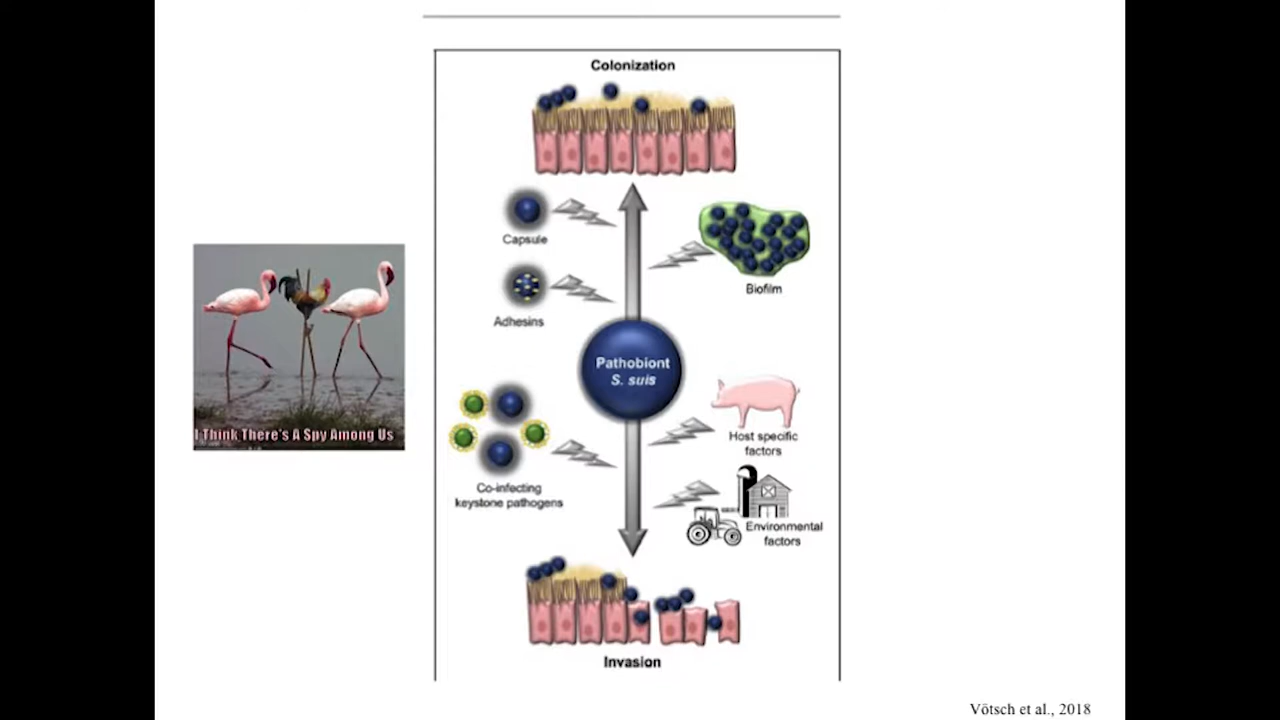 Colonization
Capsule
Adhesins
Biofilm
Pathobiont
S. suis
Host specific
factors
Co-infecting
keystone pathogens
Environmental
factors
Invasion
I Think There's A Spy Among Us
Vötsch et al., 2018